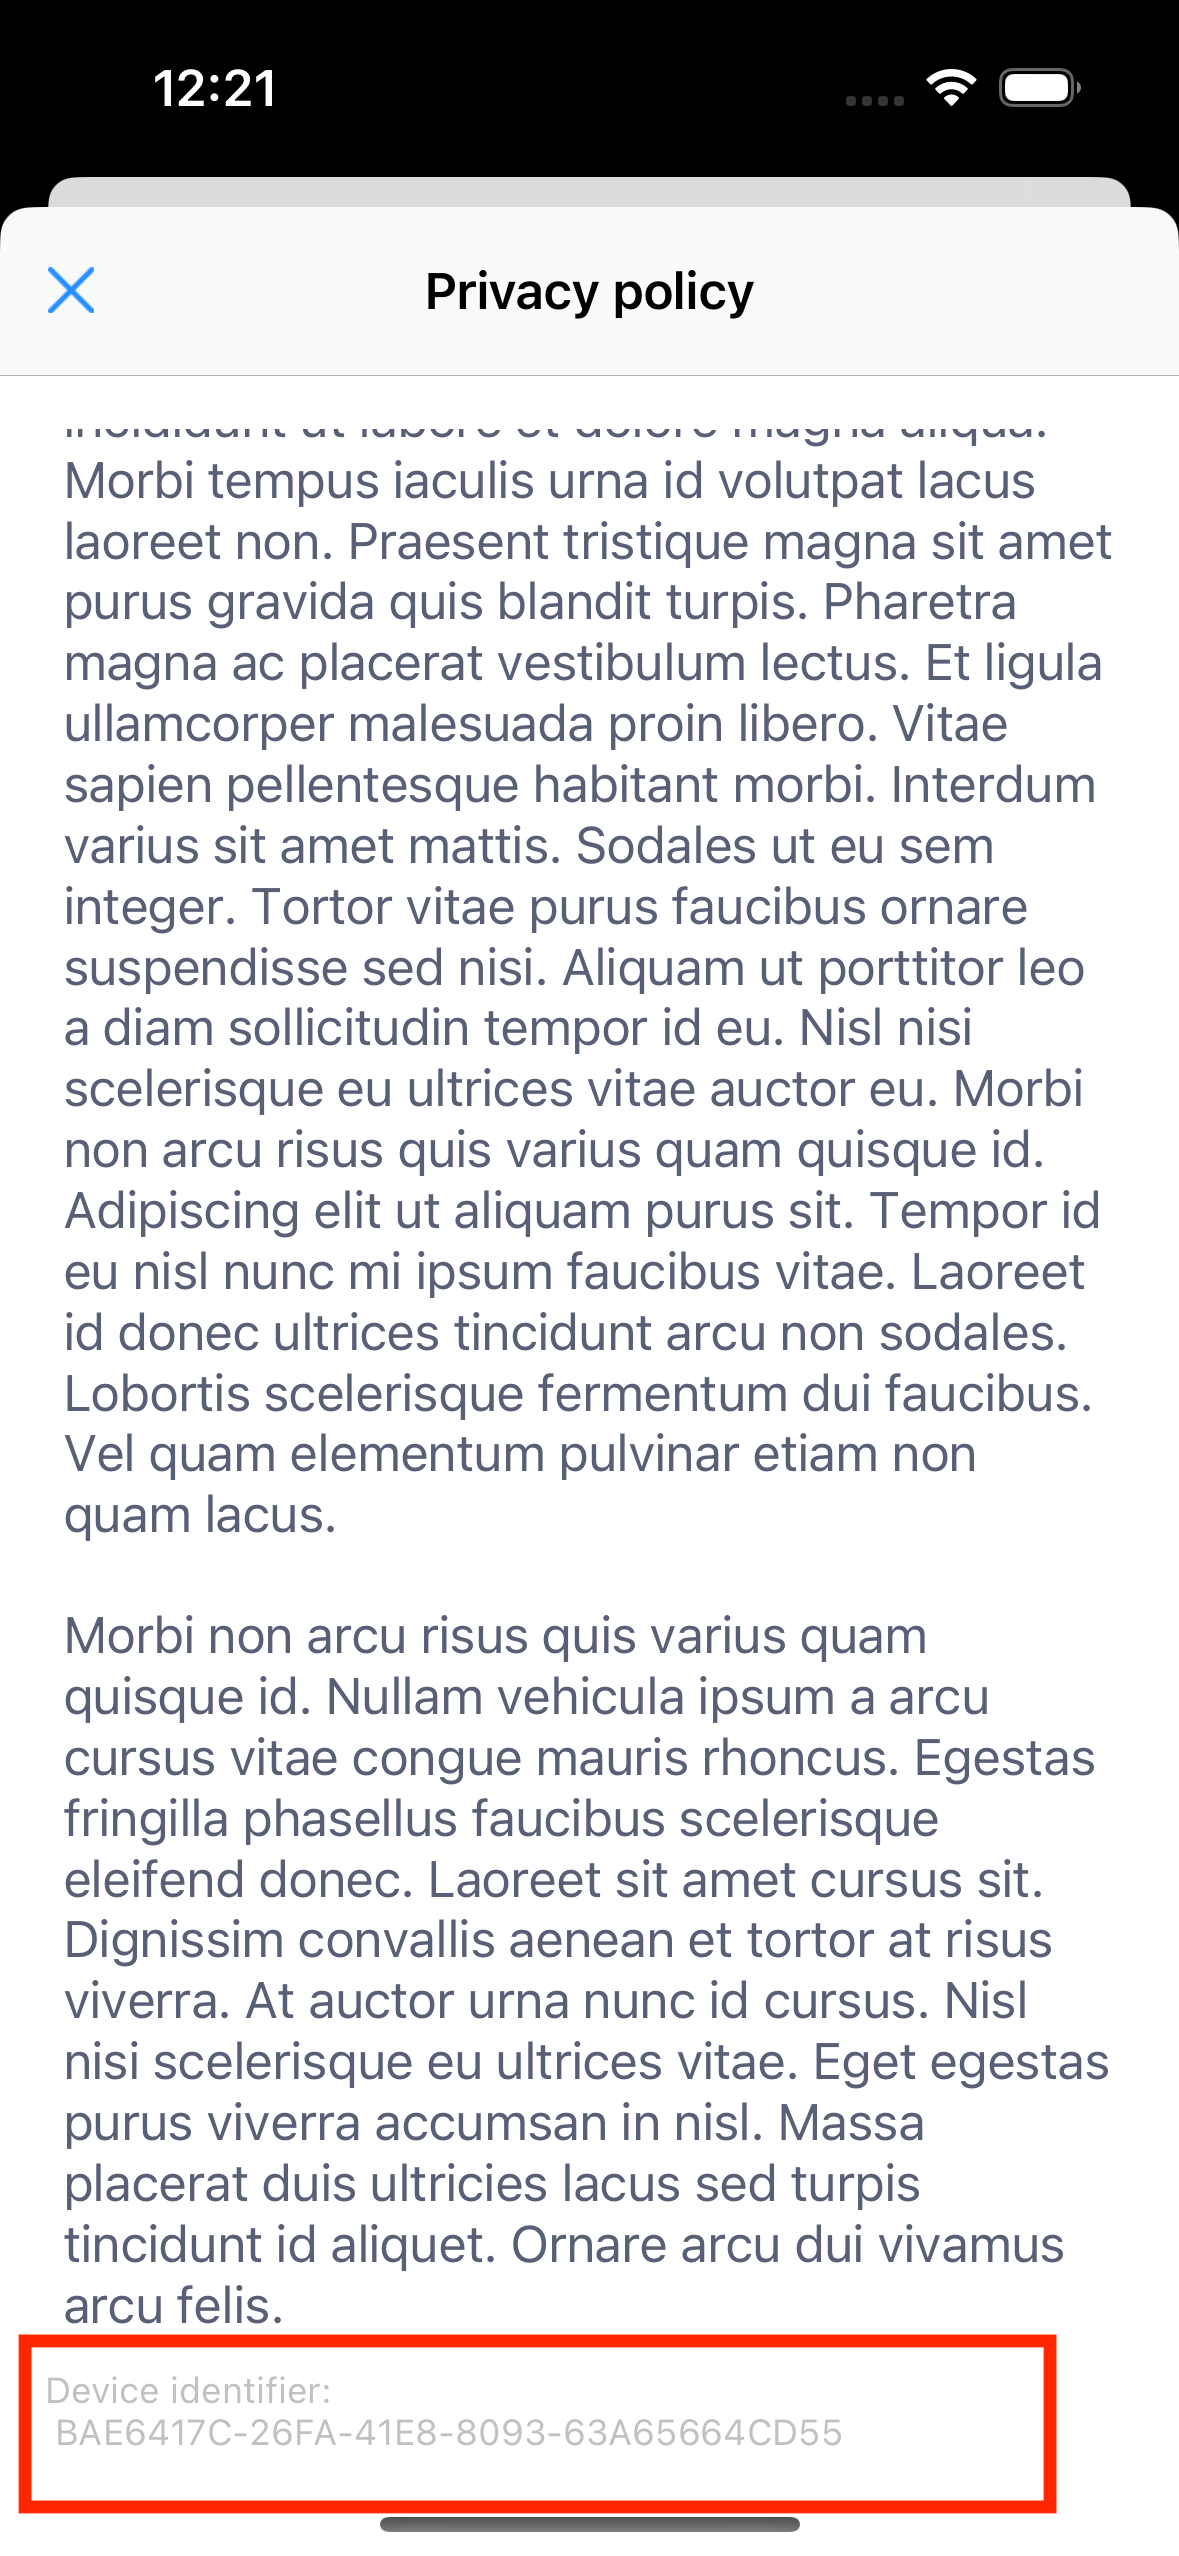 12:21
Privacy policy
incididunt ut labore et dolore magna aliqua.
Morbi tempus iaculis urna id volutpat lacus
laoreet non. Praesent tristique magna sit amet
purus gravida quis blandit turpis. Pharetra
magna ac placerat vestibulum lectus. Et ligula
ullamcorper malesuada proin libero. Vitae
sapien pellentesque habitant morbi. Interdum
varius sit amet mattis. Sodales ut eu sem
integer. Tortor vitae purus faucibus ornare
suspendisse sed nisi. Aliquam ut porttitor leo
a diam sollicitudin tempor id eu. Nisl nisi
scelerisque eu ultrices vitae auctor eu. Morbi
non arcu risus quis varius quam quisque id.
Adipiscing elit ut aliquam purus sit. Tempor id
eu nisl nunc mi ipsum faucibus vitae. Laoreet
id donec ultrices tincidunt arcu non sodales.
Lobortis scelerisque fermentum dui faucibus.
Vel quam elementum pulvinar etiam non
quam lacus.
Morbi non arcu risus quis varius quam
quisque id. Nullam vehicula ipsum a arcu
cursus vitae congue mauris rhoncus. Egestas
fringilla phasellus faucibus scelerisque
eleifend donec. Laoreet sit amet cursus sit.
Dignissim convallis aenean et tortor at risus
viverra. At auctor urna nunc id cursus. Nisl
nisi scelerisque eu ultrices vitae. Eget egestas
purus viverra accumsan in nisl. Massa
placerat duis ultricies lacus sed turpis
tincidunt id aliquet. Ornare arcu dui vivamus
arcu felis.
Device identifier:
BAE6417C-26FA-41E8-8093-63A65664CD55